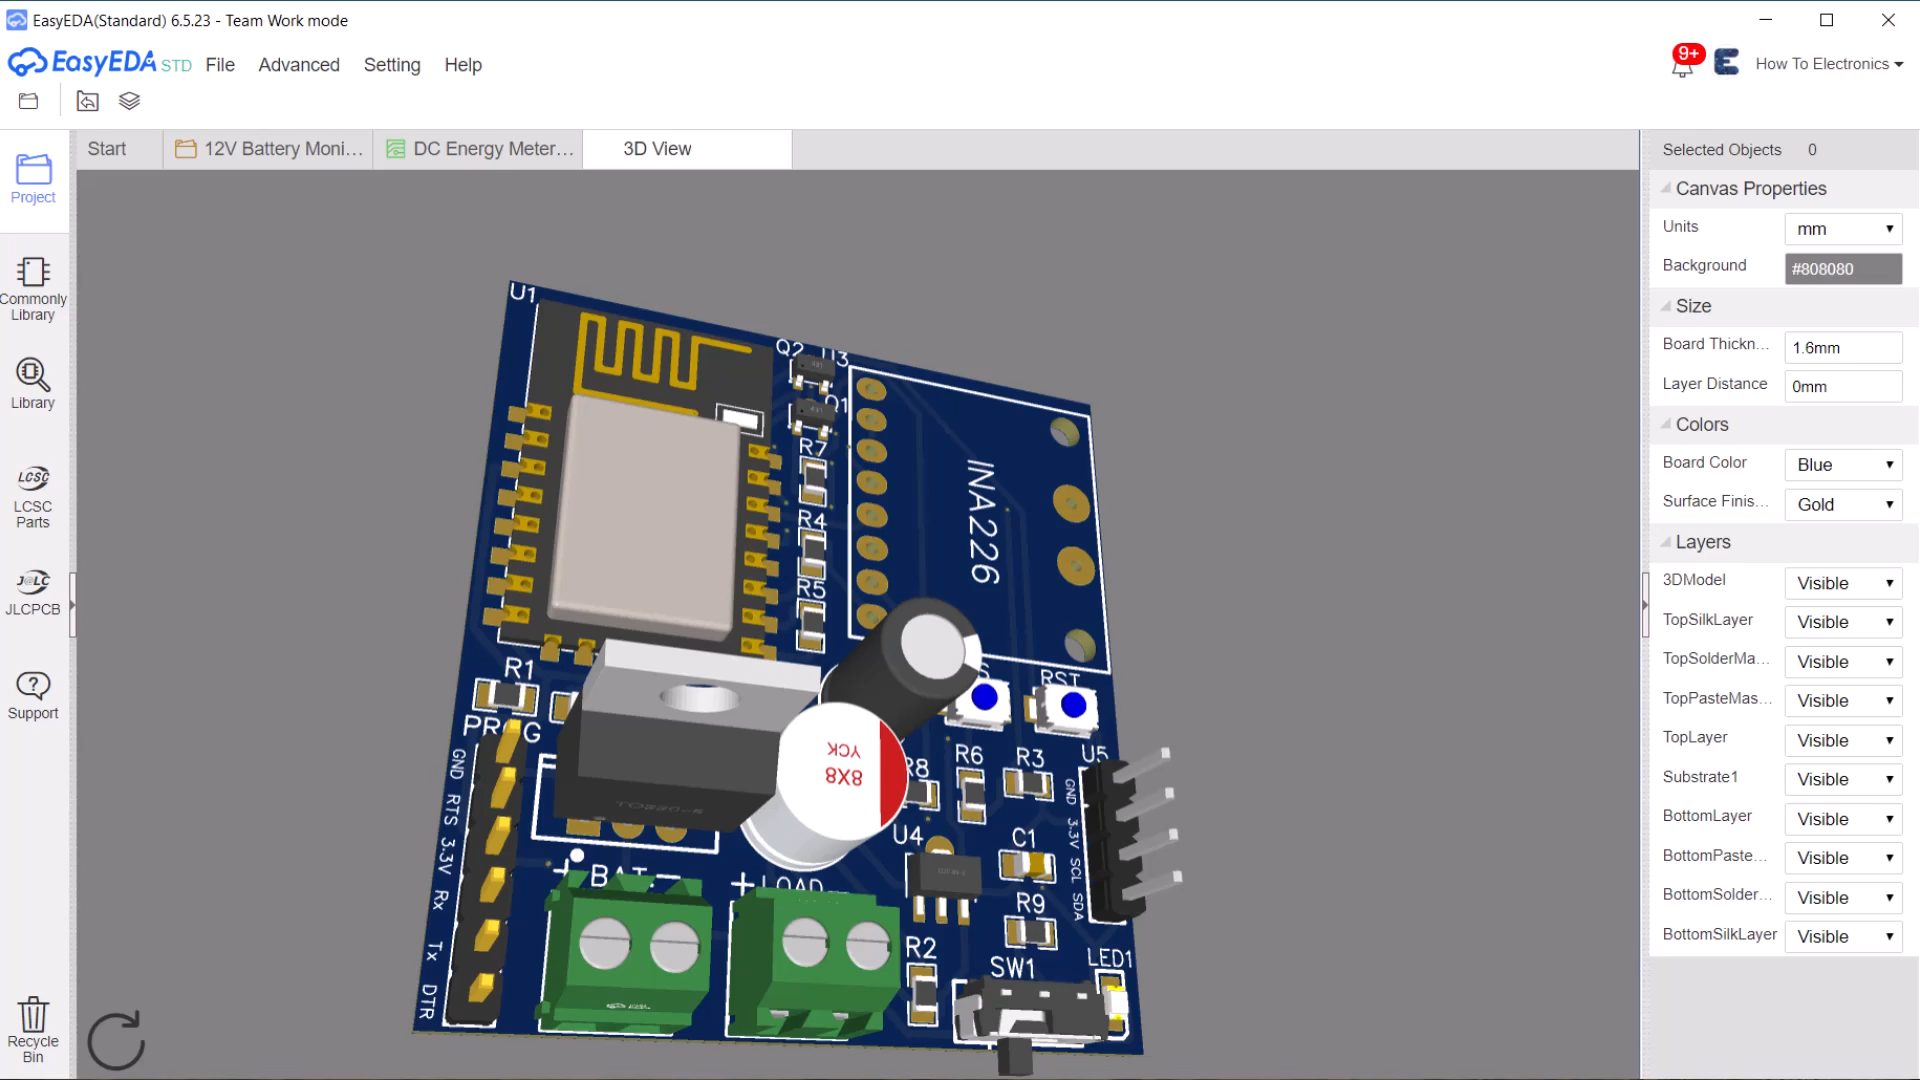 EasyEDA(Standard) 6.5.23 - Team Work mode
EasyEDA STD File Advanced Setting Help
9+ How To Electronics
Start 12V Battery Moni... DC Energy Meter... 3D View
Project
Commonly
Library
Library
LCSC
LCSC
Parts
J@LC
JLCPCB
Support
Recycle
Bin
U1
Q2 U3
Q1
R7
R4
R5
INA226
R1
PROG
GND RTS 3.3V Rx Tx DTR
RST
YCK
8X8
R8 R6 R3 U5
GND 3.3V SCL SDA
U4 C1
+ BAT -
+ LOAD -
R9
R2
SW1 LED1
Selected Objects 0
Canvas Properties
Units mm
Background #808080
Size
Board Thickn... 1.6mm
Layer Distance 0mm
Colors
Board Color Blue
Surface Finis... Gold
Layers
3DModel Visible
TopSilkLayer Visible
TopSolderMa... Visible
TopPasteMas... Visible
TopLayer Visible
Substrate1 Visible
BottomLayer Visible
BottomPaste... Visible
BottomSolder... Visible
BottomSilkLayer Visible